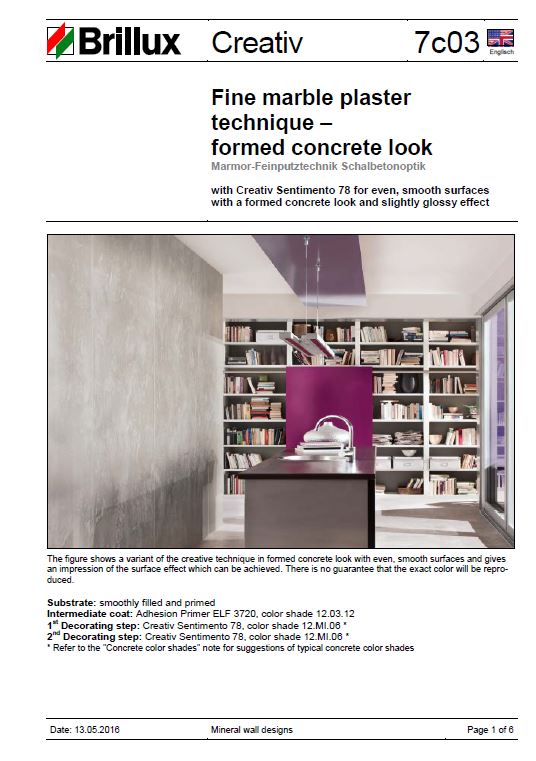 Brillux Creativ 7c03 Englisch
Fine marble plaster
technique –
formed concrete look
Marmor-Feinputztechnik Schalbetonoptik
with Creativ Sentimento 78 for even, smooth surfaces
with a formed concrete look and slightly glossy effect
The figure shows a variant of the creative technique in formed concrete look with even, smooth surfaces and gives
an impression of the surface effect which can be achieved. There is no guarantee that the exact color will be repro-
duced.
Substrate: smoothly filled and primed
Intermediate coat: Adhesion Primer ELF 3720, color shade 12.03.12
1st Decorating step: Creativ Sentimento 78, color shade 12.MI.06 *
2nd Decorating step: Creativ Sentimento 78, color shade 12.MI.06 *
* Refer to the "Concrete color shades" note for suggestions of typical concrete color shades
Date: 13.05.2016 Mineral wall designs Page 1 of 6